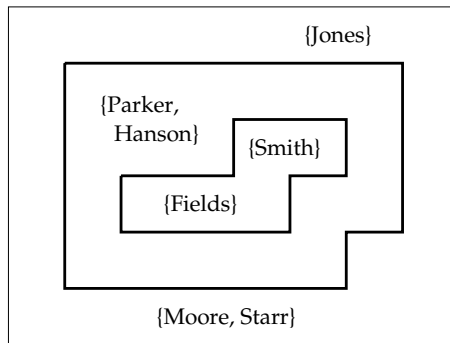 {Jones}
{Parker,
Hanson}
{Smith}
{Fields}
{Moore, Starr}